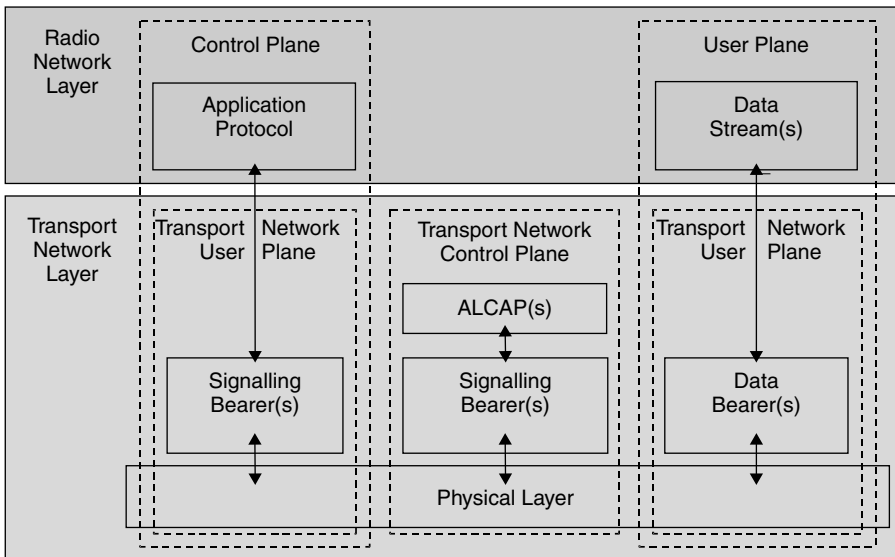 Radio
Network
Layer
Control Plane
User Plane
Application
Protocol
Data
Stream(s)
Transport
Network
Layer
Transport Network
User Plane
Transport Network
Control Plane
Transport Network
User Plane
ALCAP(s)
Signalling
Bearer(s)
Signalling
Bearer(s)
Data
Bearer(s)
Physical Layer